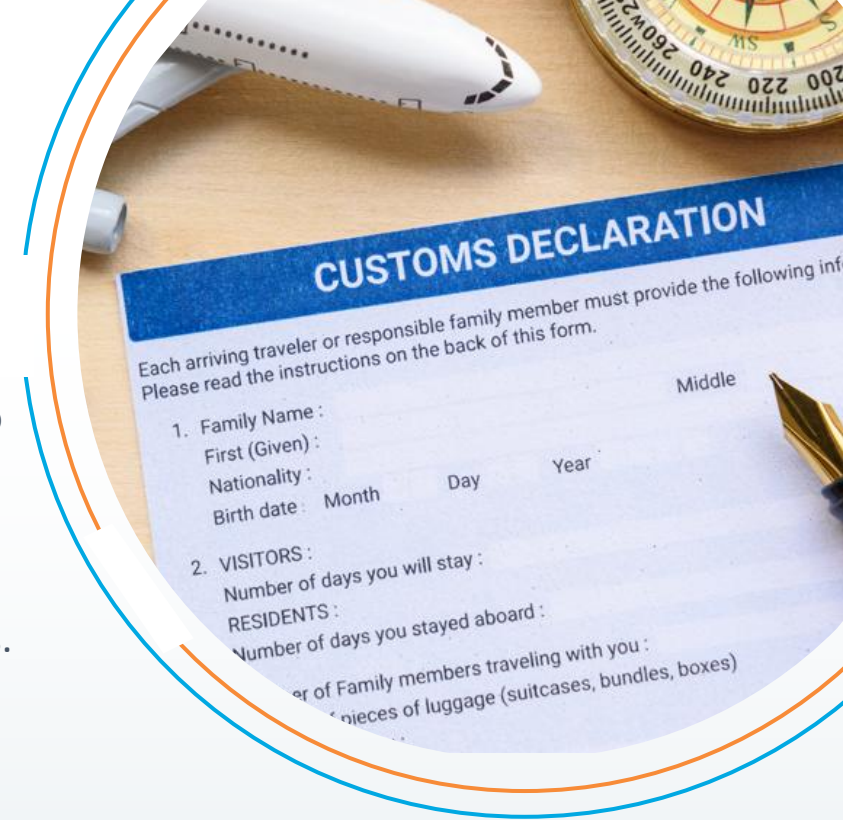 SW
S
260W
240
220
200
CUSTOMS DECLARATION
Each arriving traveler or responsible family member must provide the following
Please read the instructions on the back of this form.
1. Family Name :
Middle
First (Given) :
Nationality :
Birth date : Month Day Year
2. VISITORS :
Number of days you will stay :
RESIDENTS :
Number of days you stayed aboard :
of Family members traveling with you :
pieces of luggage (suitcases, bundles, boxes)